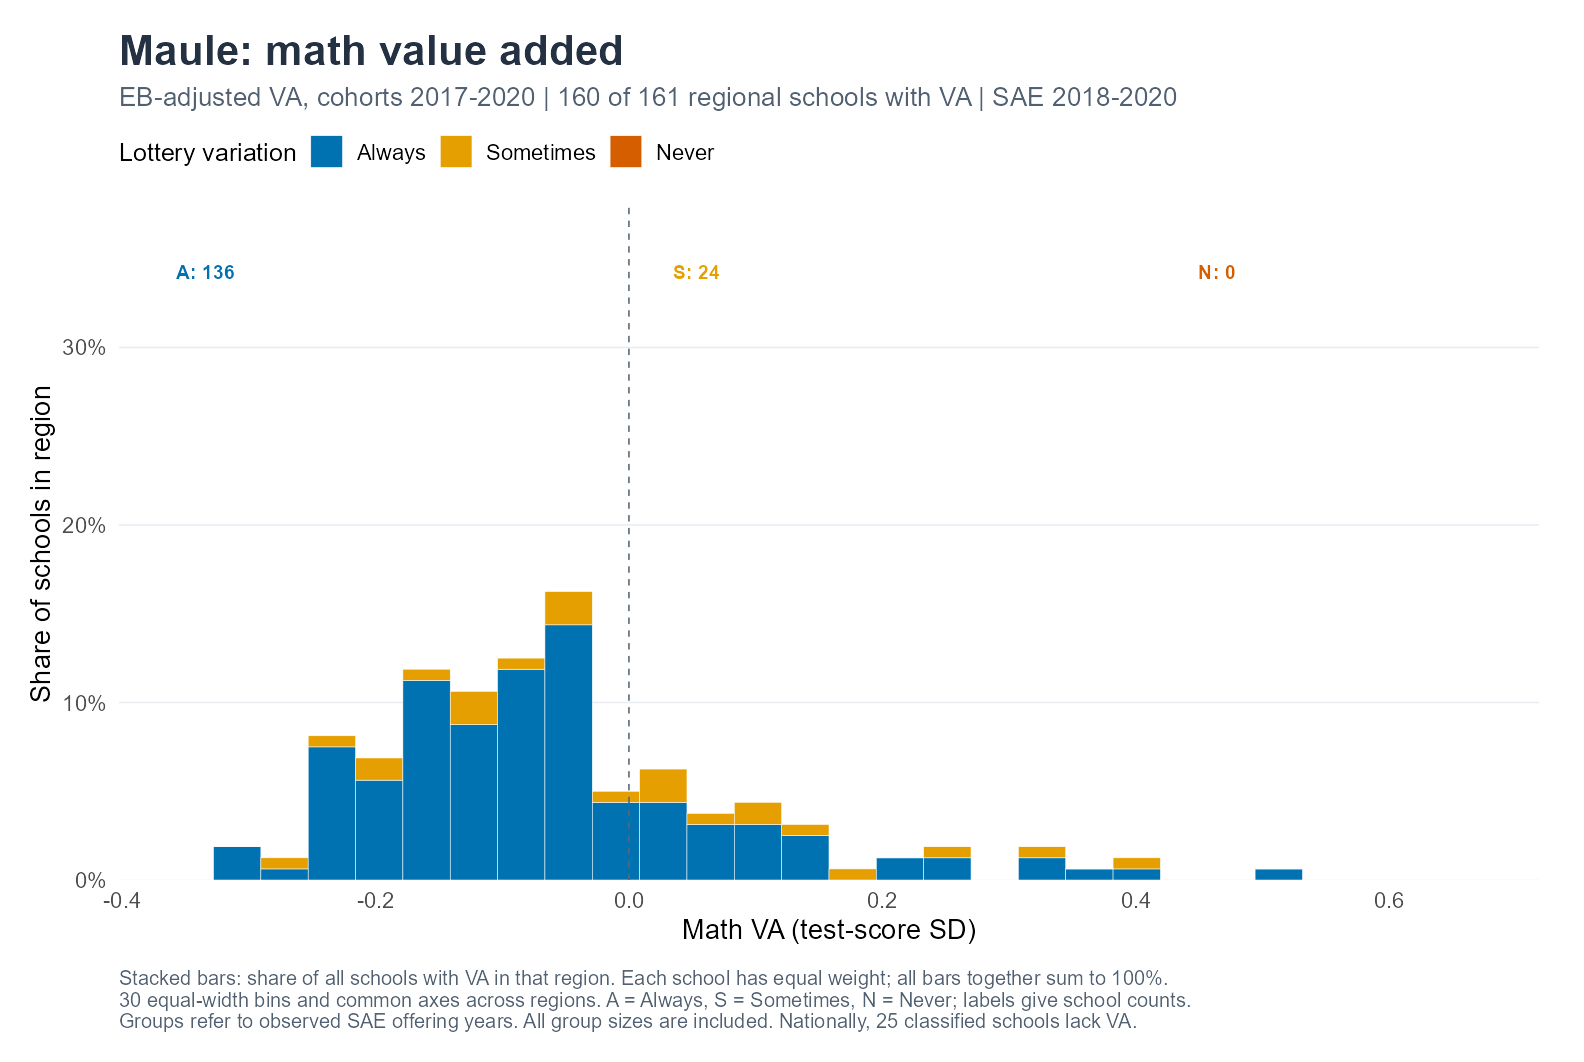 Maule: math value added
EB-adjusted VA, cohorts 2017-2020 | 160 of 161 regional schools with VA | SAE 2018-2020
Lottery variation Always Sometimes Never
A: 136 S: 24 N: 0
Share of schools in region
30%
20%
10%
0%
-0.4 -0.2 0.0 0.2 0.4 0.6
Math VA (test-score SD)
Stacked bars: share of all schools with VA in that region. Each school has equal weight; all bars together sum to 100%.
30 equal-width bins and common axes across regions. A = Always, S = Sometimes, N = Never; labels give school counts.
Groups refer to observed SAE offering years. All group sizes are included. Nationally, 25 classified schools lack VA.